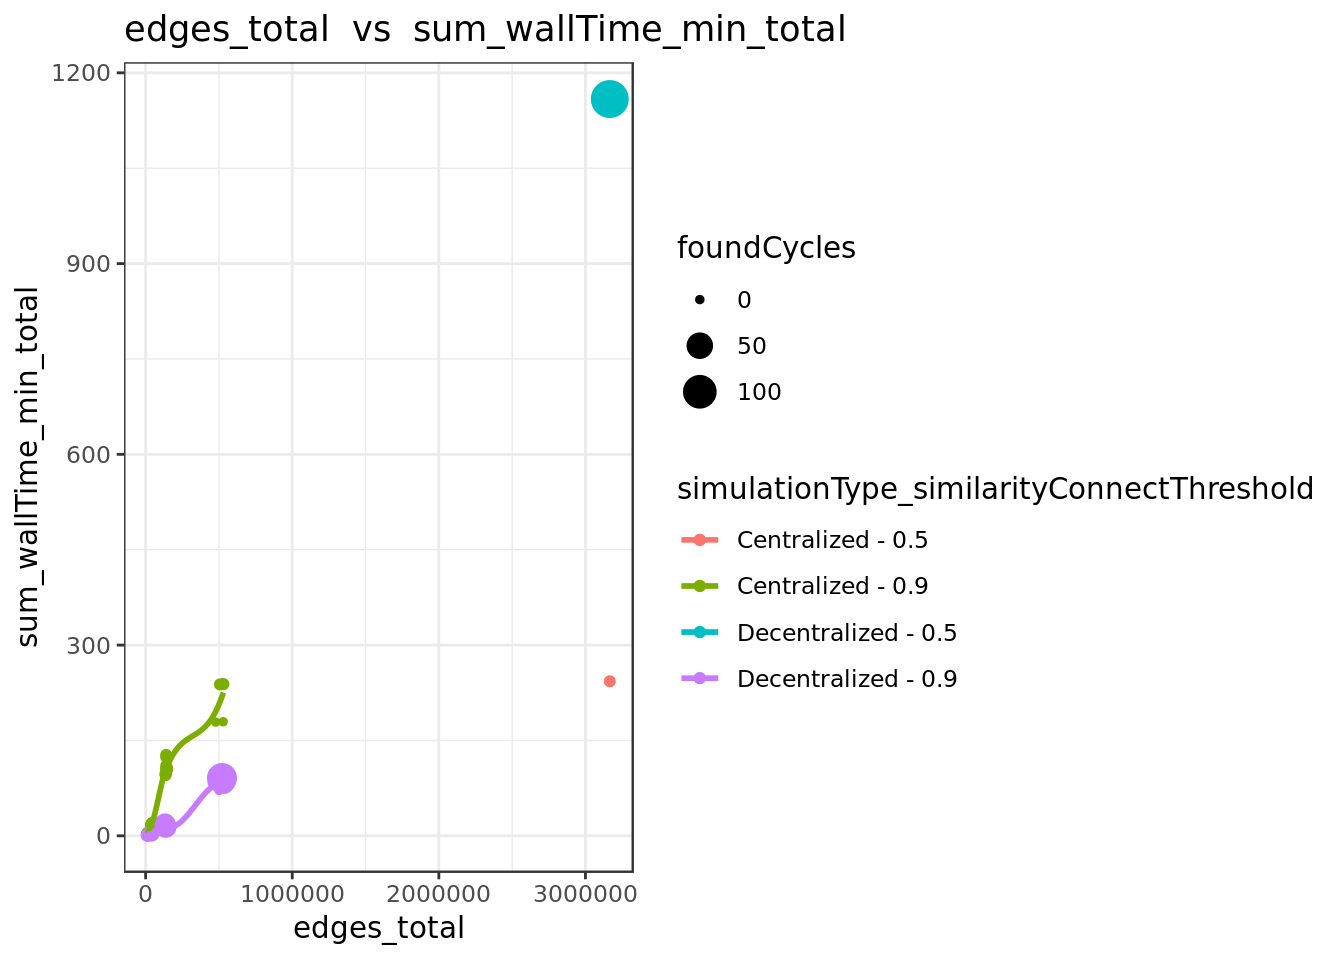 edges_total  vs  sum_wallTime_min_total
1200
900
600
300
0
sum_wallTime_min_total
0
1000000
2000000
3000000
edges_total
foundCycles
0
50
100
simulationType_similarityConnectThreshold
Centralized - 0.5
Centralized - 0.9
Decentralized - 0.5
Decentralized - 0.9